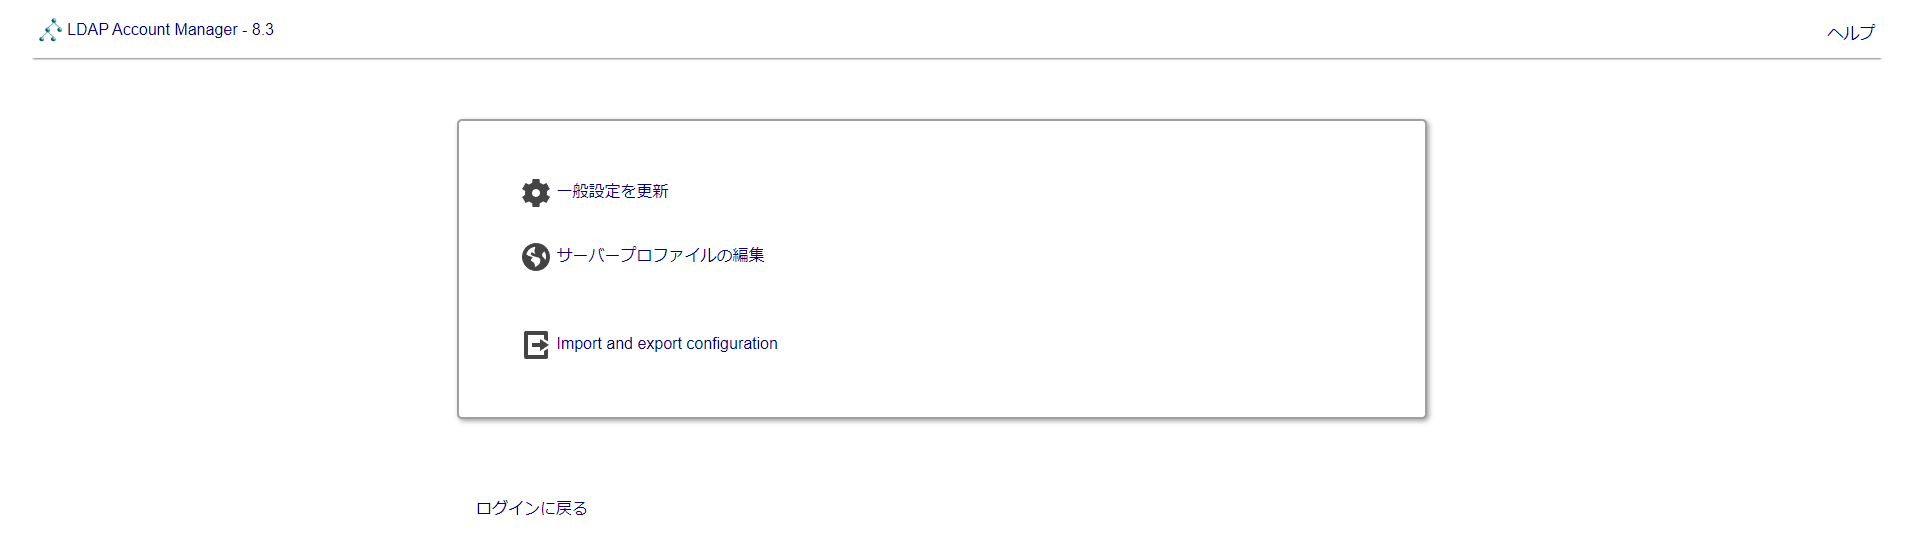 LDAP Account Manager - 8.3
ヘルプ
一般設定を更新
サーバープロファイルの編集
Import and export configuration
ログインに戻る